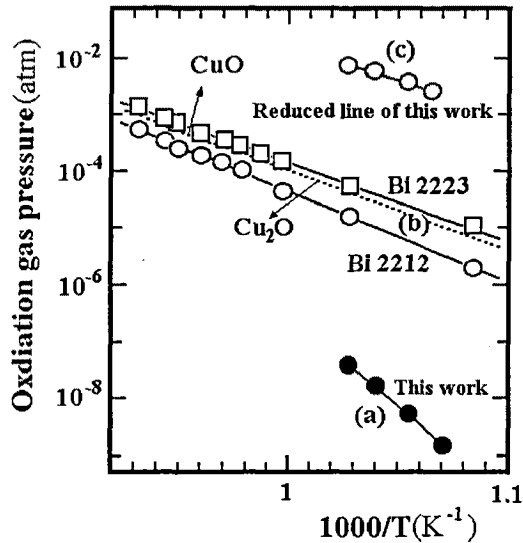 Oxdiation gas pressure(atm)
10-2
10-4
10-6
10-8
CuO
(c)
Reduced line of this work
Bi 2223
(b)
Cu2O
Bi 2212
This work
(a)
1
1.1
1000/T(K-1)